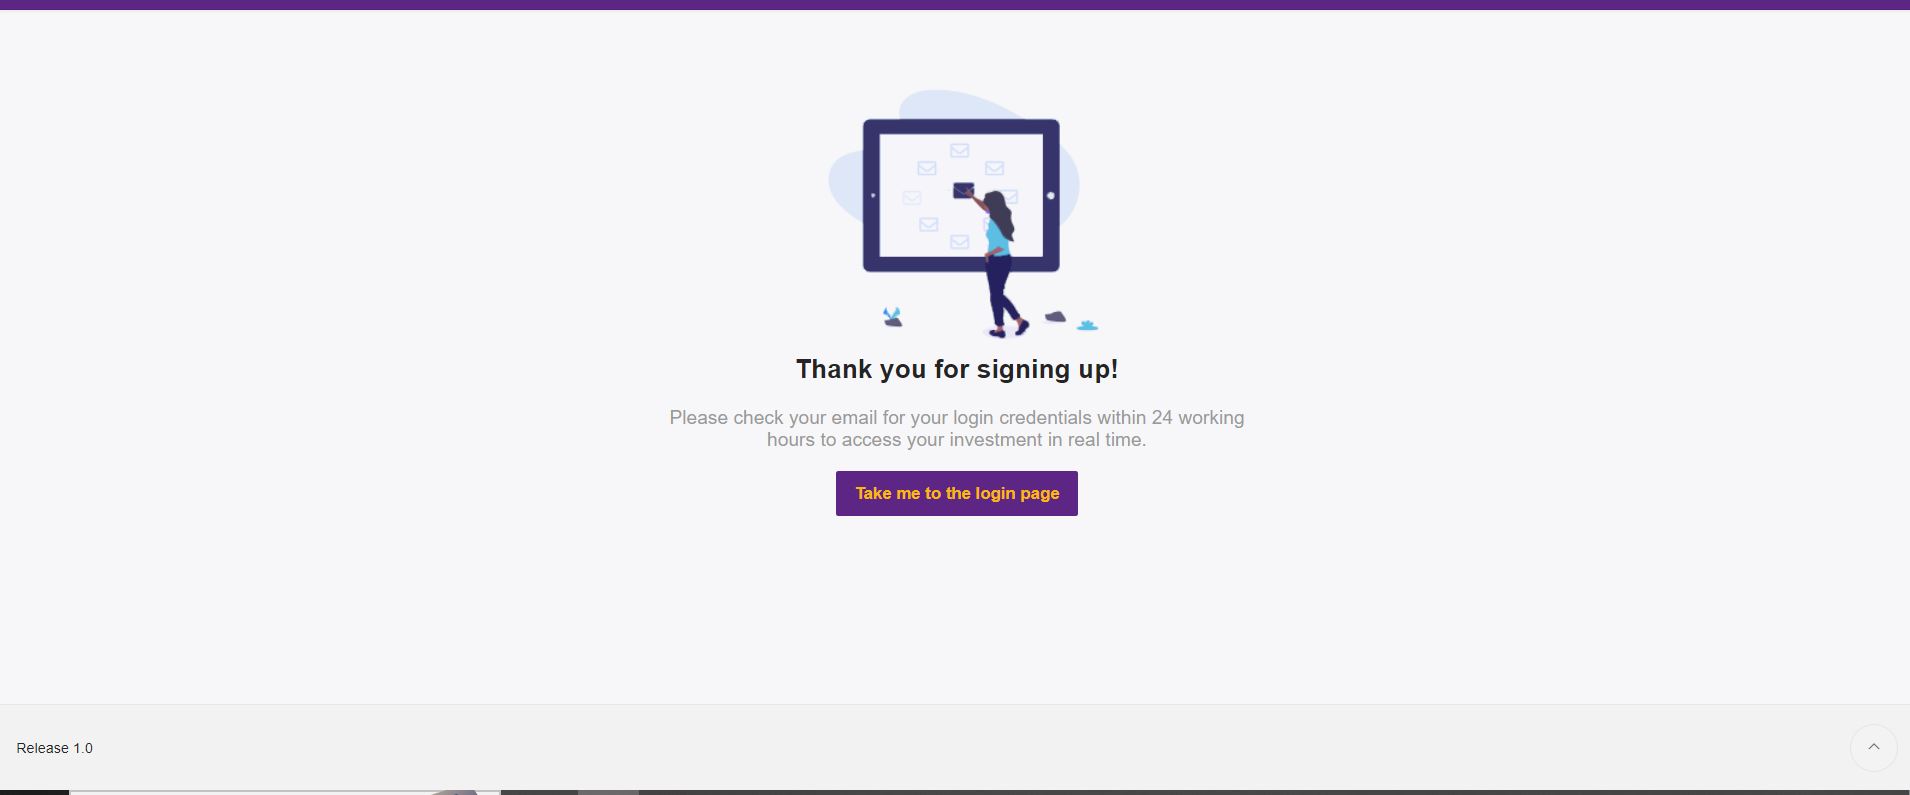 Thank you for signing up!
Please check your email for your login credentials within 24 working
hours to access your investment in real time.
Take me to the login page
Release 1.0